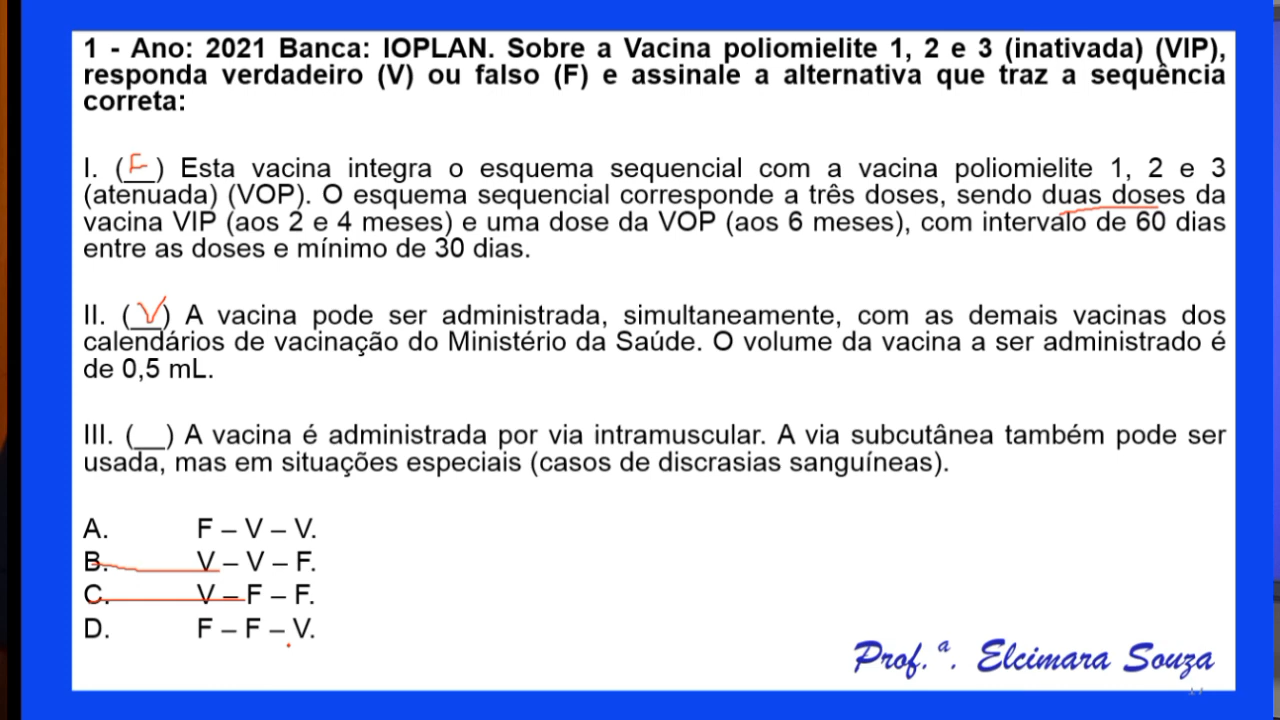 1 - Ano: 2021 Banca: IOPLAN. Sobre a Vacina poliomielite 1, 2 e 3 (inativada) (VIP),
responda verdadeiro (V) ou falso (F) e assinale a alternativa que traz a sequência
correta:
I. (F) Esta vacina integra o esquema sequencial com a vacina poliomielite 1, 2 e 3
(atenuada) (VOP). O esquema sequencial corresponde a três doses, sendo duas doses da
vacina VIP (aos 2 e 4 meses) e uma dose da VOP (aos 6 meses), com intervalo de 60 dias
entre as doses e mínimo de 30 dias.
II. (V) A vacina pode ser administrada, simultaneamente, com as demais vacinas dos
calendários de vacinação do Ministério da Saúde. O volume da vacina a ser administrado é
de 0,5 mL.
III. (__) A vacina é administrada por via intramuscular. A via subcutânea também pode ser
usada, mas em situações especiais (casos de discrasias sanguíneas).
A. F – V – V.
B. V – V – F.
C. V – F – F.
D. F – F – V.
Prof.ª. Elcimara Souza